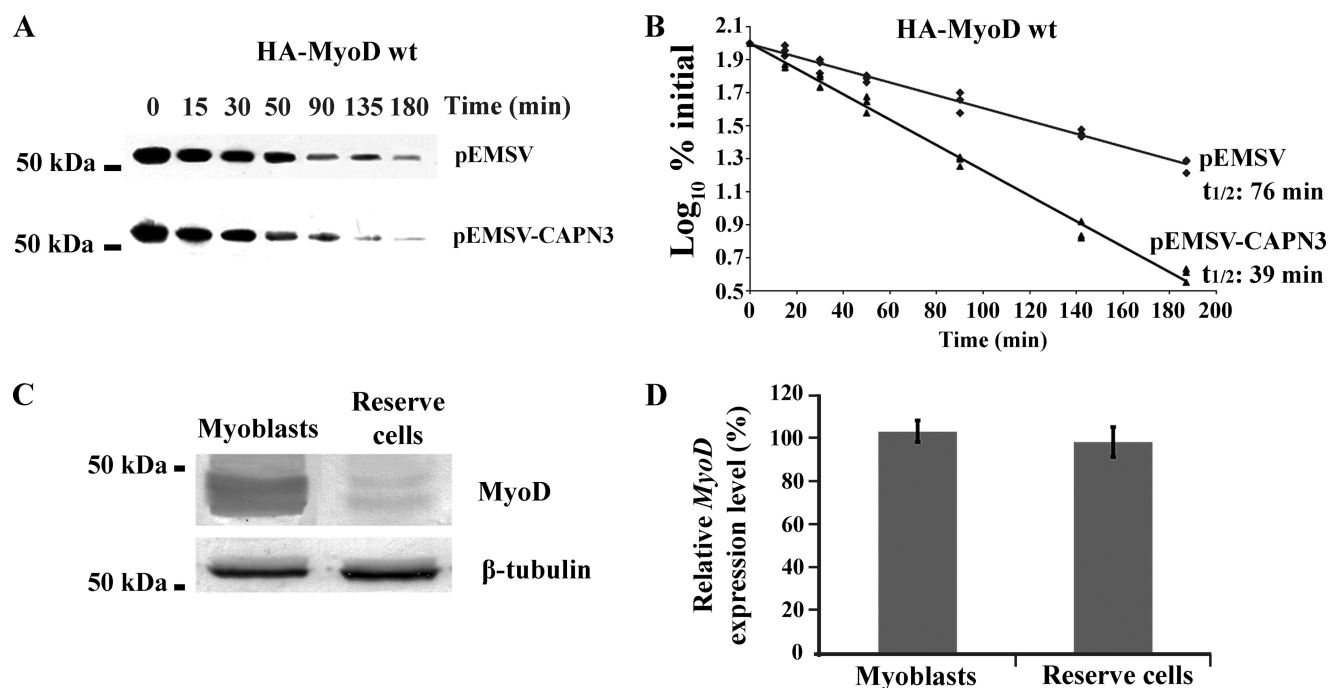 A
HA-MyoD wt
0 15 30 50 90 135 180 Time (min)
50 kDa
pEMSV
50 kDa
pEMSV-CAPN3
B
HA-MyoD wt
Log10 % initial
2.1
1.9
1.7
1.5
1.3
1.1
0.9
0.7
0.5
0 20 40 60 80 100 120 140 160 180 200
Time (min)
pEMSV
t1/2: 76 min
pEMSV-CAPN3
t1/2: 39 min
C
Myoblasts
Reserve
cells
50 kDa
MyoD
50 kDa
β-tubulin
D
Relative MyoD
expression level (%)
120
100
80
60
40
20
0
Myoblasts Reserve cells